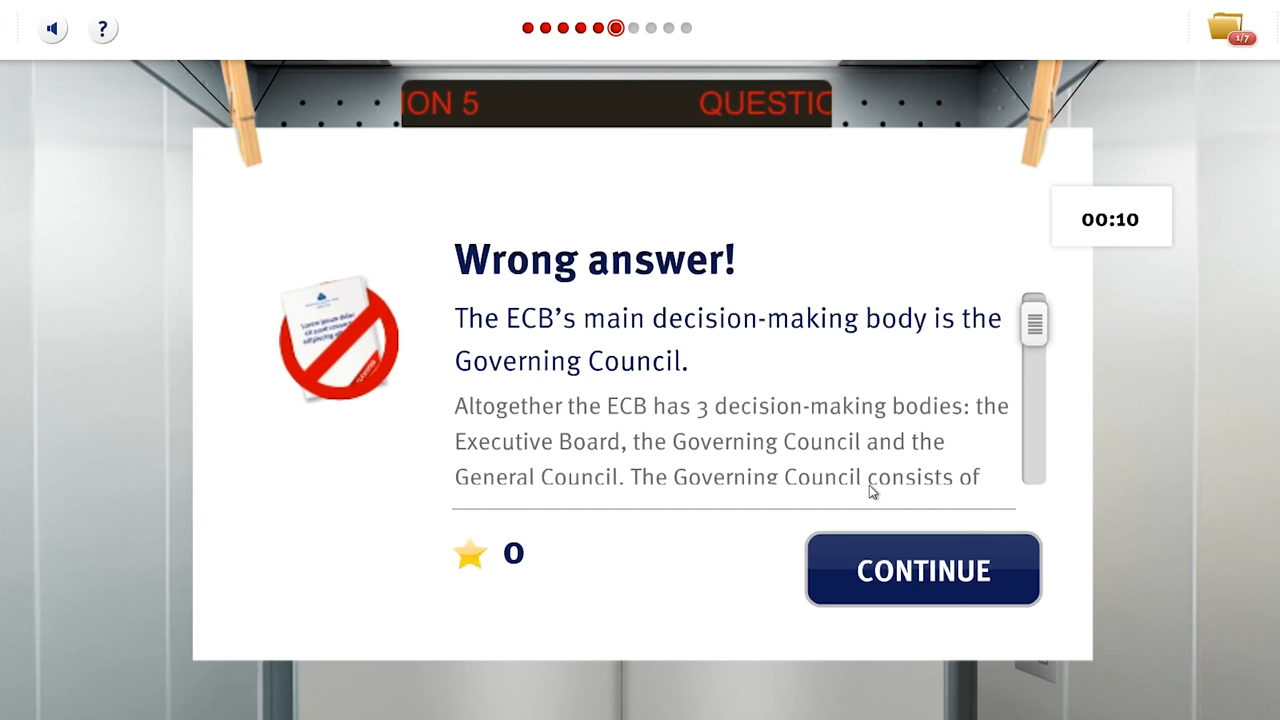 ?
1/7
ION 5 QUESTIO
00:10
Wrong answer!
The ECB's main decision-making body is the
Governing Council.
Altogether the ECB has 3 decision-making bodies: the
Executive Board, the Governing Council and the
General Council. The Governing Council consists of
0
CONTINUE